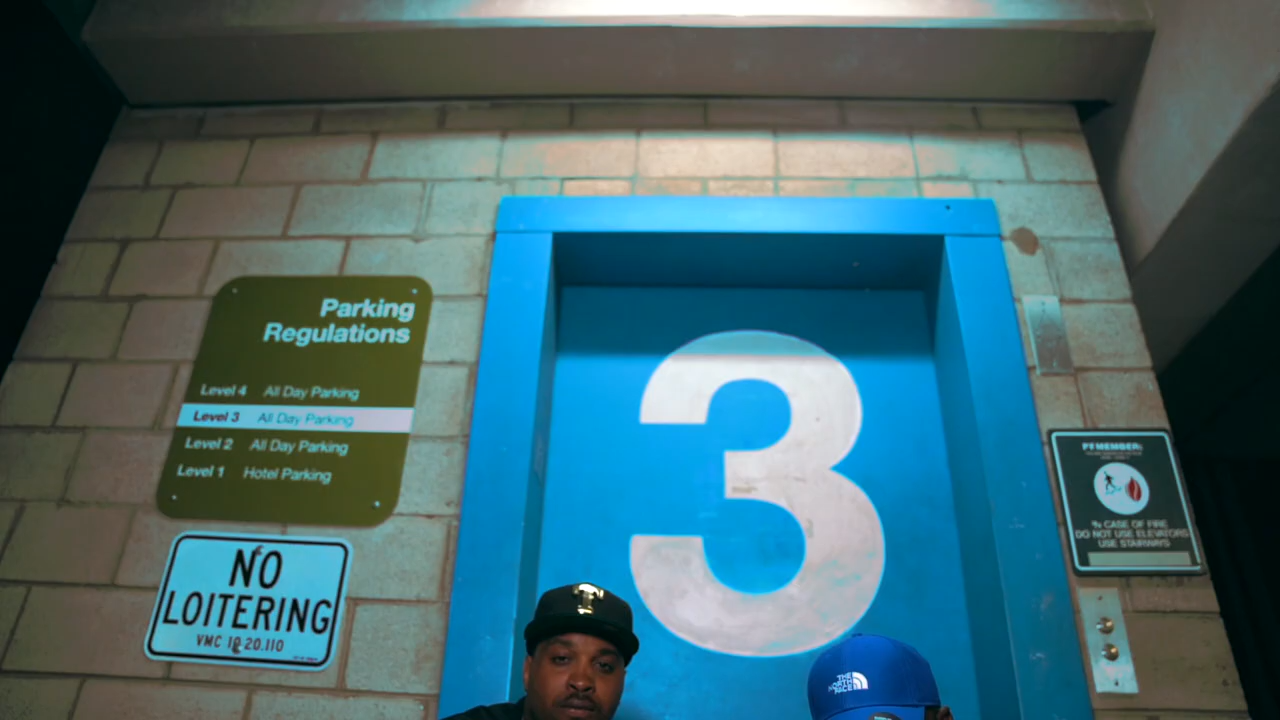 Parking
Regulations
Level 4 All Day Parking
Level 3 All Day Parking
Level 2 All Day Parking
Level 1 Hotel Parking
NO
LOITERING
VMC 10.20.110
3
T
THE
NORTH
FACE
IN CASE OF FIRE
DO NOT USE ELEVATORS
USE STAIRWAYS